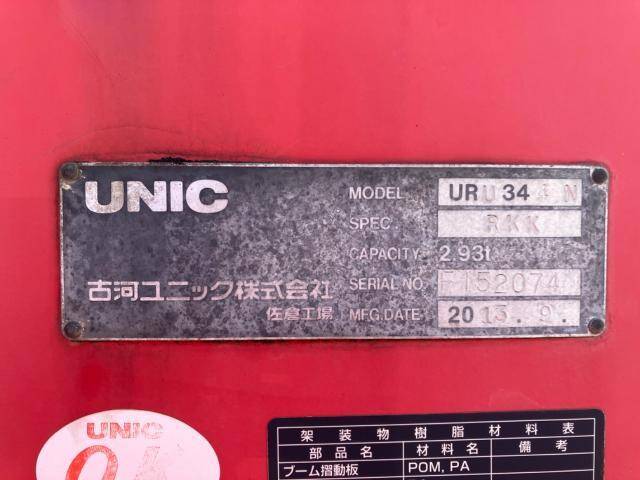 UNIC
MODEL URU344N
SPEC. RKK
CAPACITY 2.93t
古河ユニック株式会社 SERIAL NO. F152074
佐倉工場 MFG.DATE 2013.9.
UNIC
架装物樹脂材料表
部品名 材料名 備考
ブーム摺動板 POM, PA